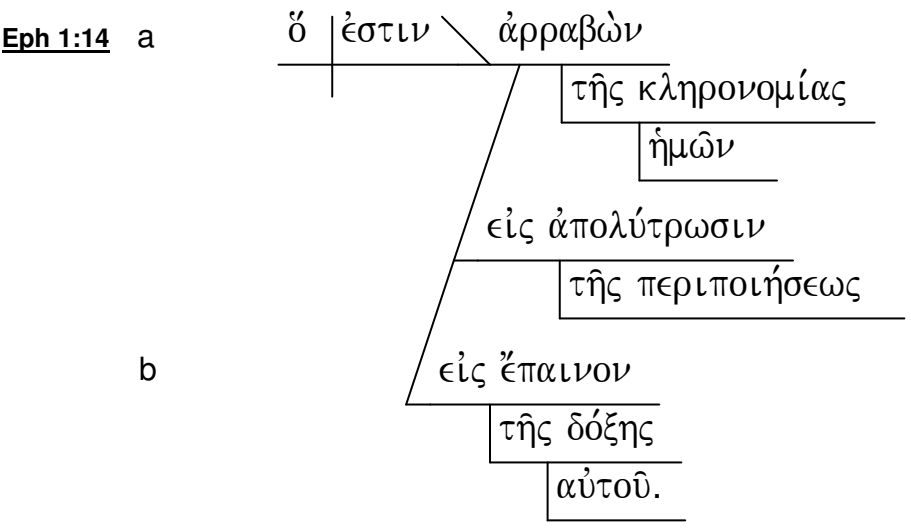 Eph 1:14 a ὅ ἐστιν ἀρραβὼν
τῆς κληρονομίας
ἡμῶν
εἰς ἀπολύτρωσιν
τῆς περιποιήσεως
b εἰς ἔπαινον
τῆς δόξης
αὐτοῦ.